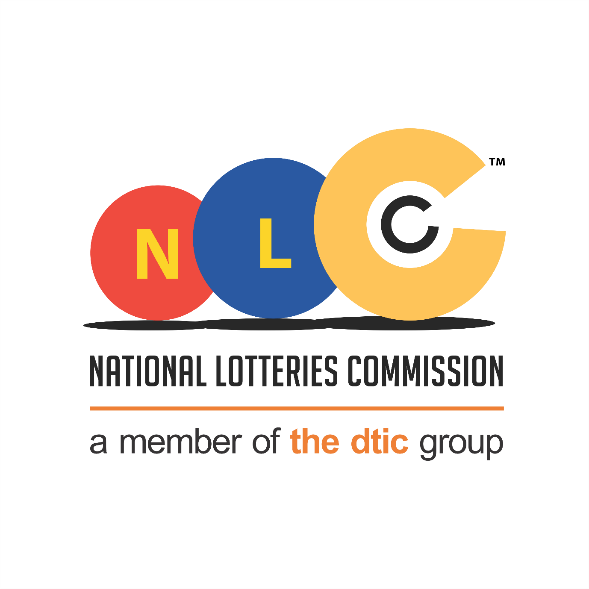 N L C TM
NATIONAL LOTTERIES COMMISSION
a member of the dtic group